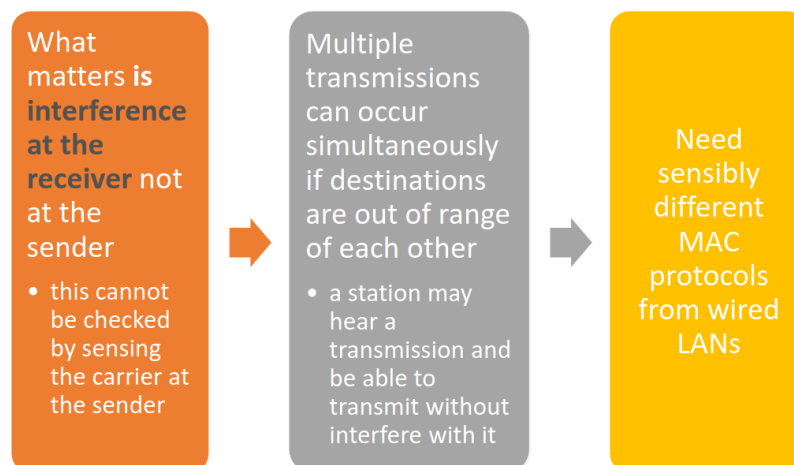 What
matters is
interference
at the
receiver not
at the
sender
• this cannot
be checked
by sensing
the carrier at
the sender
Multiple
transmissions
can occur
simultaneously
if destinations
are out of range
of each other
• a station may
hear a
transmission and
be able to
transmit without
interfere with it
Need
sensibly
different
MAC
protocols
from wired
LANs